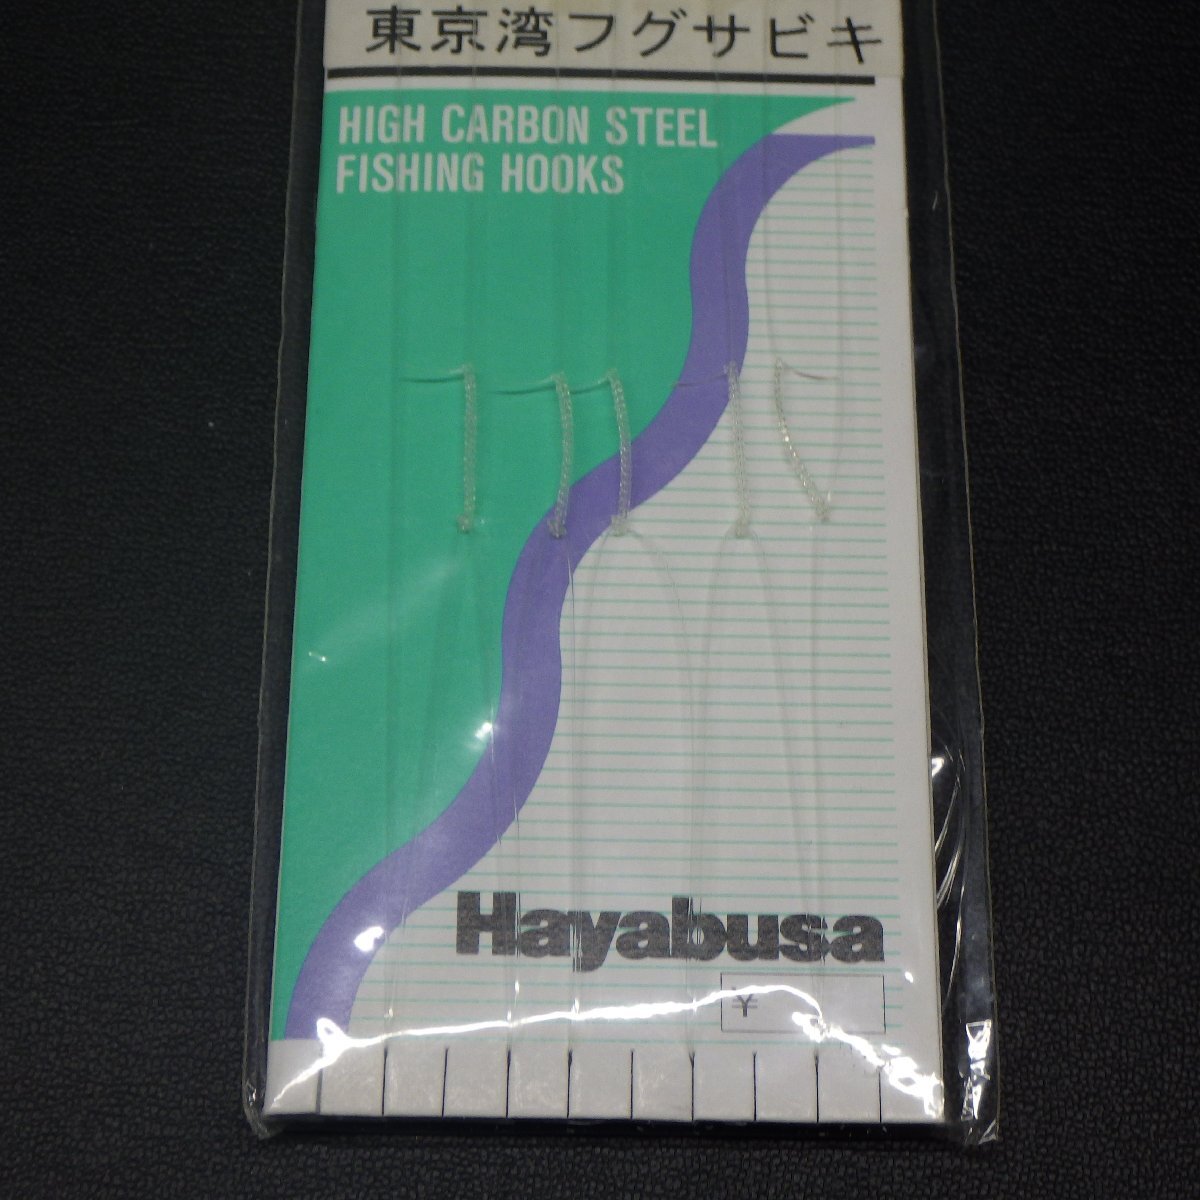 東京湾フグサビキ
HIGH CARBON STEEL
FISHING HOOKS
Hayabusa
¥